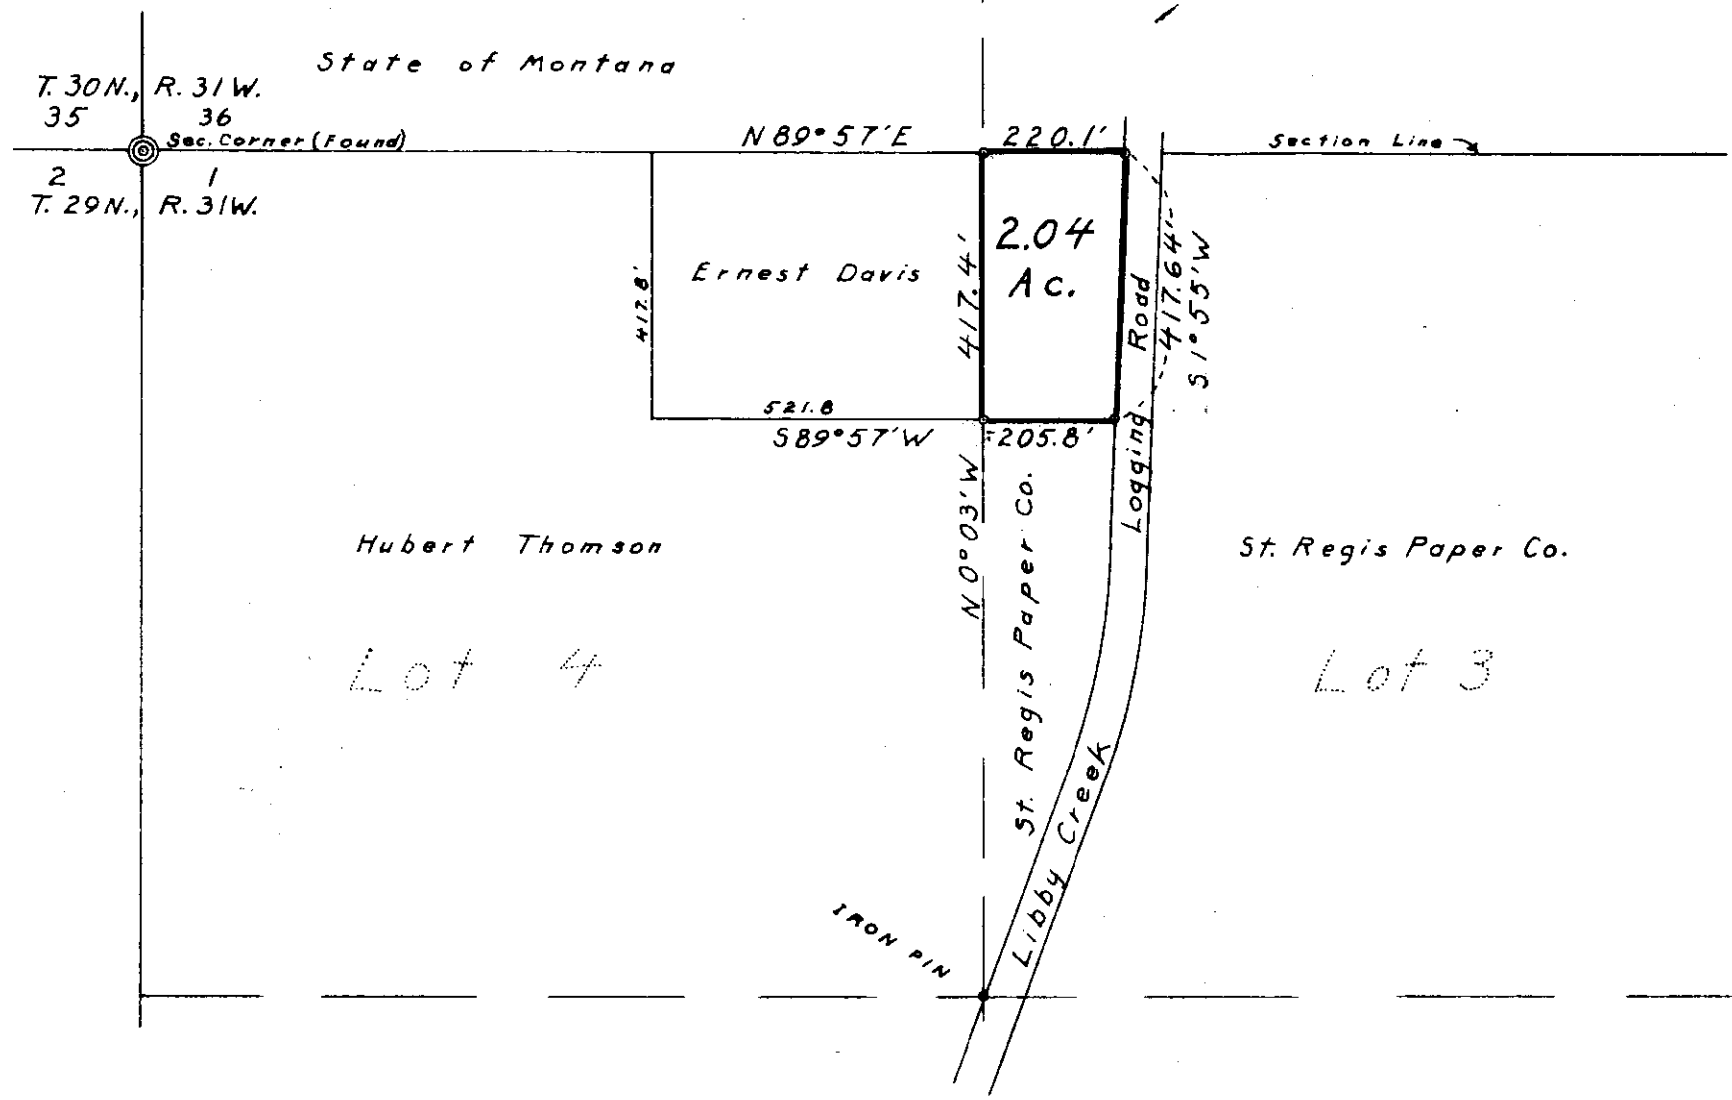 State of Montana
T. 30N., R. 31W.
35 36
Sec. Corner (Found)
N 89° 57' E 220.1' Section Line
2 1
T. 29N., R. 31W.
2.04
Ac.
Ernest Davis
417.8'
417.4'
Road
417.64'
S 1° 55' W
521.8
S 89° 57' W 205.8'
Logging
N 0° 03' W
St. Regis Paper Co.
Hubert Thomson
St. Regis Paper Co.
Lot 4
Lot 3
Libby Creek
IRON PIN